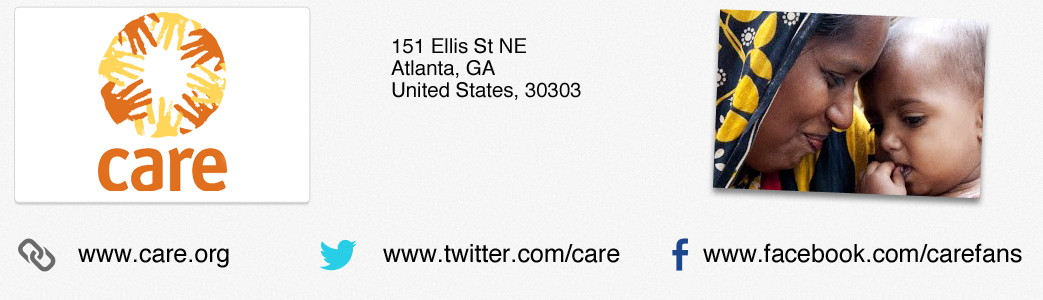 care
151 Ellis St NE
Atlanta, GA
United States, 30303
www.care.org
www.twitter.com/care
www.facebook.com/carefans